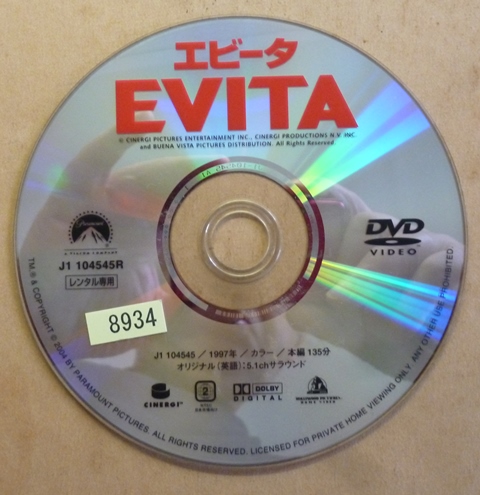 エビータ
EVITA
© CINERGI PICTURES ENTERTAINMENT INC., CINERGI PRODUCTIONS N.V. INC.
and BUENA VISTA PICTURES DISTRIBUTION. All Rights Reserved.
Paramount
DVD
VIDEO
J1 104545R
レンタル専用
8934
J1 104545／1997年／カラー／本編 135分
オリジナル(英語):5.1chサラウンド
CINERGI
2
DOLBY
DIGITAL
TM, ® & COPYRIGHT © 2004 BY PARAMOUNT PICTURES. ALL RIGHTS RESERVED. LICENSED FOR PRIVATE HOME VIEWING ONLY. ANY OTHER USE PROHIBITED.